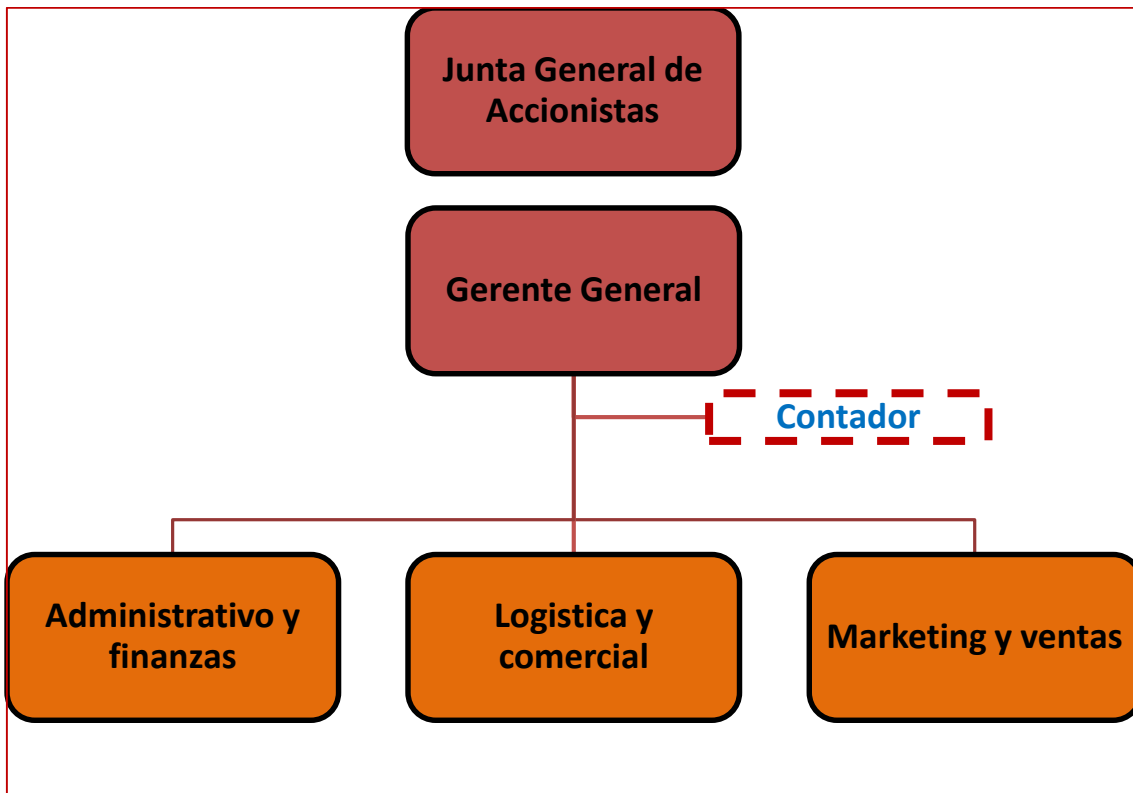 Junta General de
Accionistas
Gerente General
Contador
Administrativo y
finanzas
Logistica y
comercial
Marketing y ventas